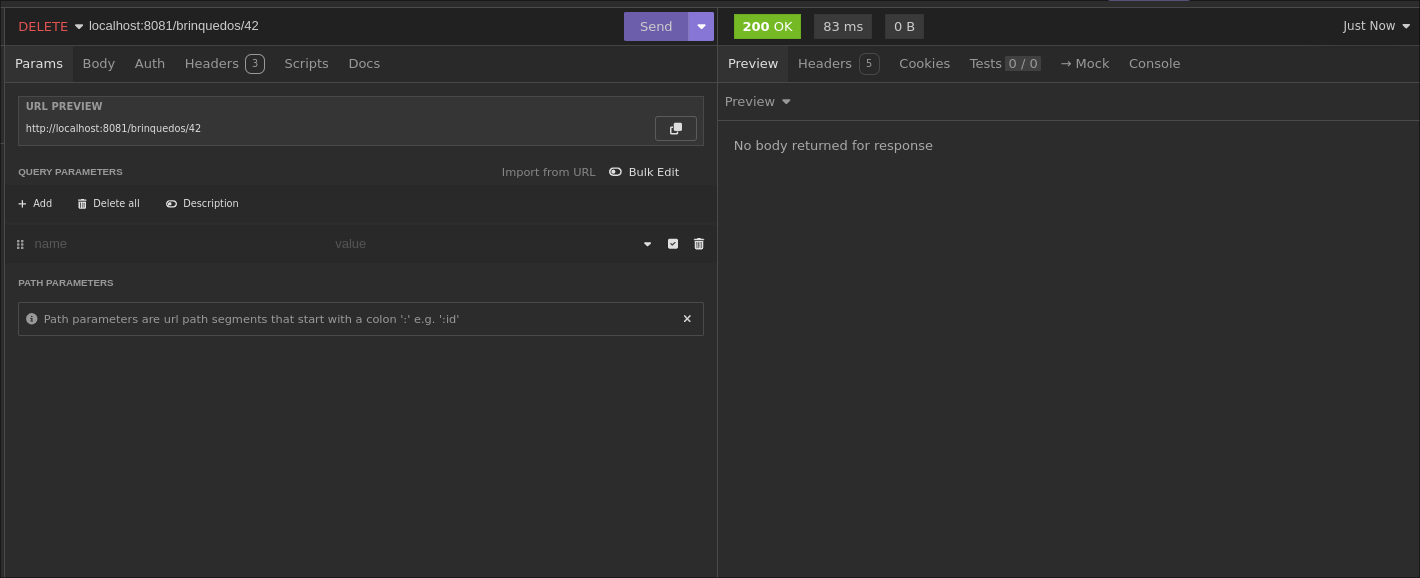 DELETE localhost:8081/brinquedos/42 Send
Params Body Auth Headers 3 Scripts Docs
URL PREVIEW
http://localhost:8081/brinquedos/42
QUERY PARAMETERS Import from URL Bulk Edit
+ Add Delete all Description
name value
PATH PARAMETERS
Path parameters are url path segments that start with a colon ':' e.g. ':id'
200 OK 83 ms 0 B Just Now
Preview Headers 5 Cookies Tests 0 / 0 → Mock Console
Preview
No body returned for response